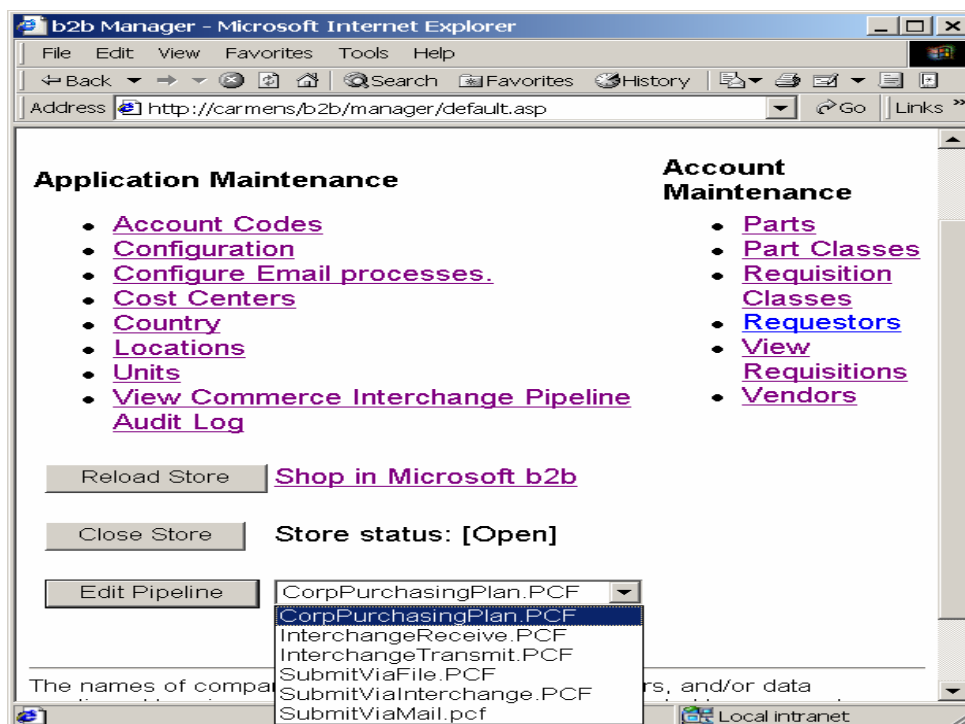 b2b Manager - Microsoft Internet Explorer
File Edit View Favorites Tools Help
Back Search Favorites History
Address http://carmens/b2b/manager/default.asp Go Links »
Application Maintenance
Account Codes
Configuration
Configure Email processes.
Cost Centers
Country
Locations
Units
View Commerce Interchange Pipeline
Audit Log
Account
Maintenance
Parts
Part Classes
Requisition
Classes
Requestors
View
Requisitions
Vendors
Reload Store Shop in Microsoft b2b
Close Store Store status: [Open]
Edit Pipeline CorpPurchasingPlan.PCF
CorpPurchasingPlan.PCF
InterchangeReceive.PCF
InterchangeTransmit.PCF
SubmitViaFile.PCF
SubmitViaInterchange.PCF
SubmitViaMail.pcf
The names of and/or data
Local intranet